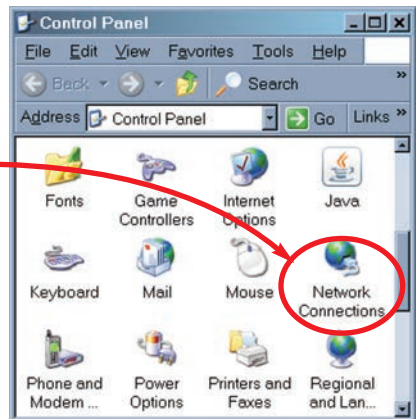 Control Panel
File Edit View Favorites Tools Help
Back Search »
Address Control Panel Go Links »
Fonts Game Controllers Internet Options Java
Keyboard Mail Mouse Network Connections
Phone and Modem ... Power Options Printers and Faxes Regional and Lan...